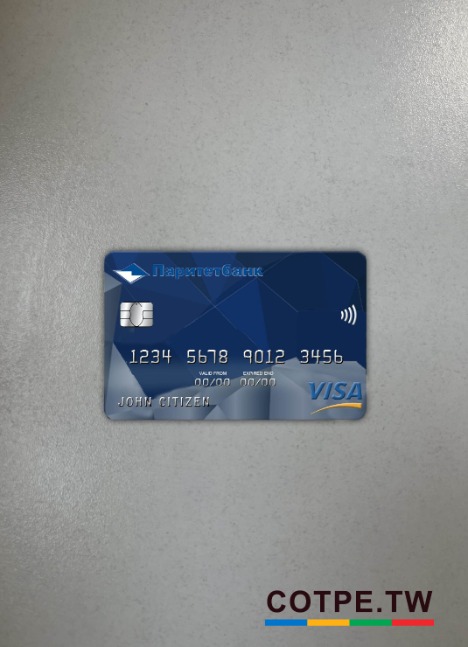 Паритетбанк
1234 5678 9012 3456
VALID FROM EXPIRES END
00/00 00/00
JOHN CITIZEN
VISA
COTPE.TW